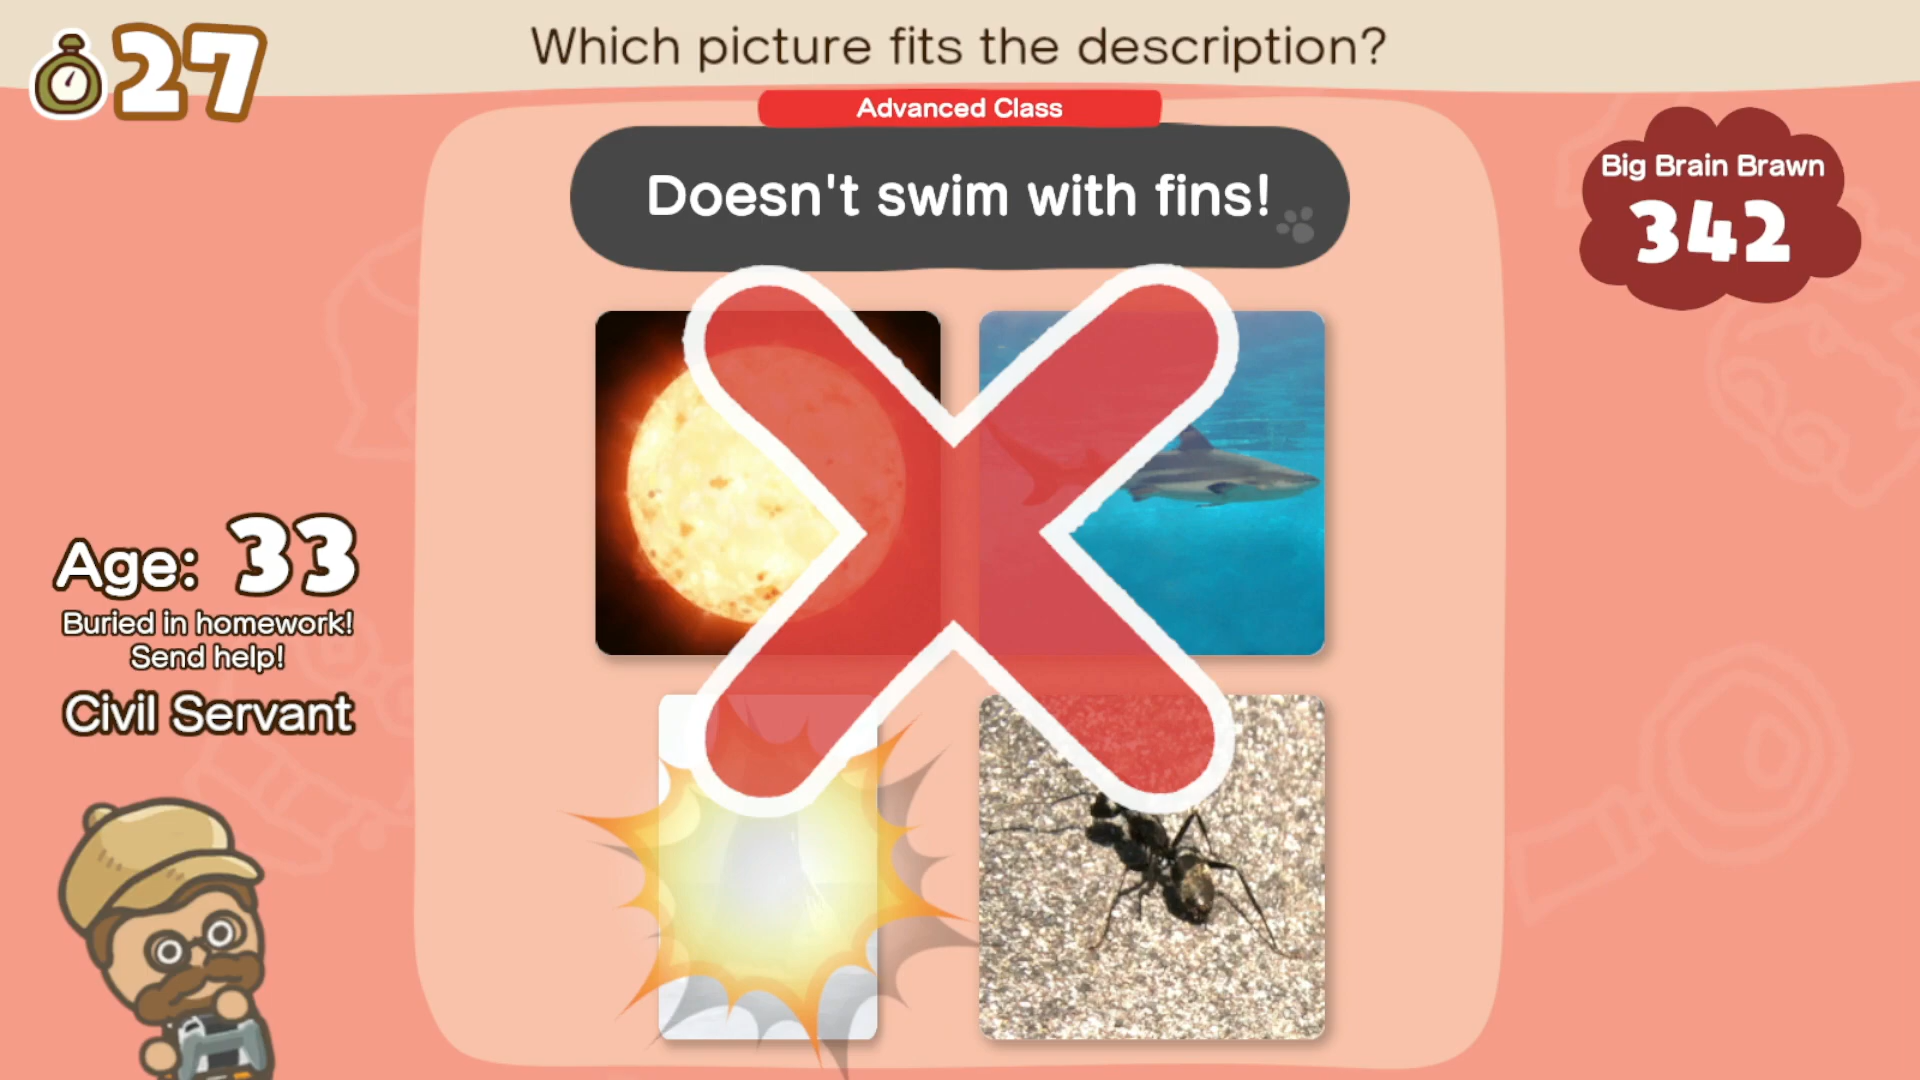 27
Which picture fits the description?
Advanced Class
Doesn't swim with fins!
Big Brain Brawn
342
Age: 33
Buried in homework!
Send help!
Civil Servant